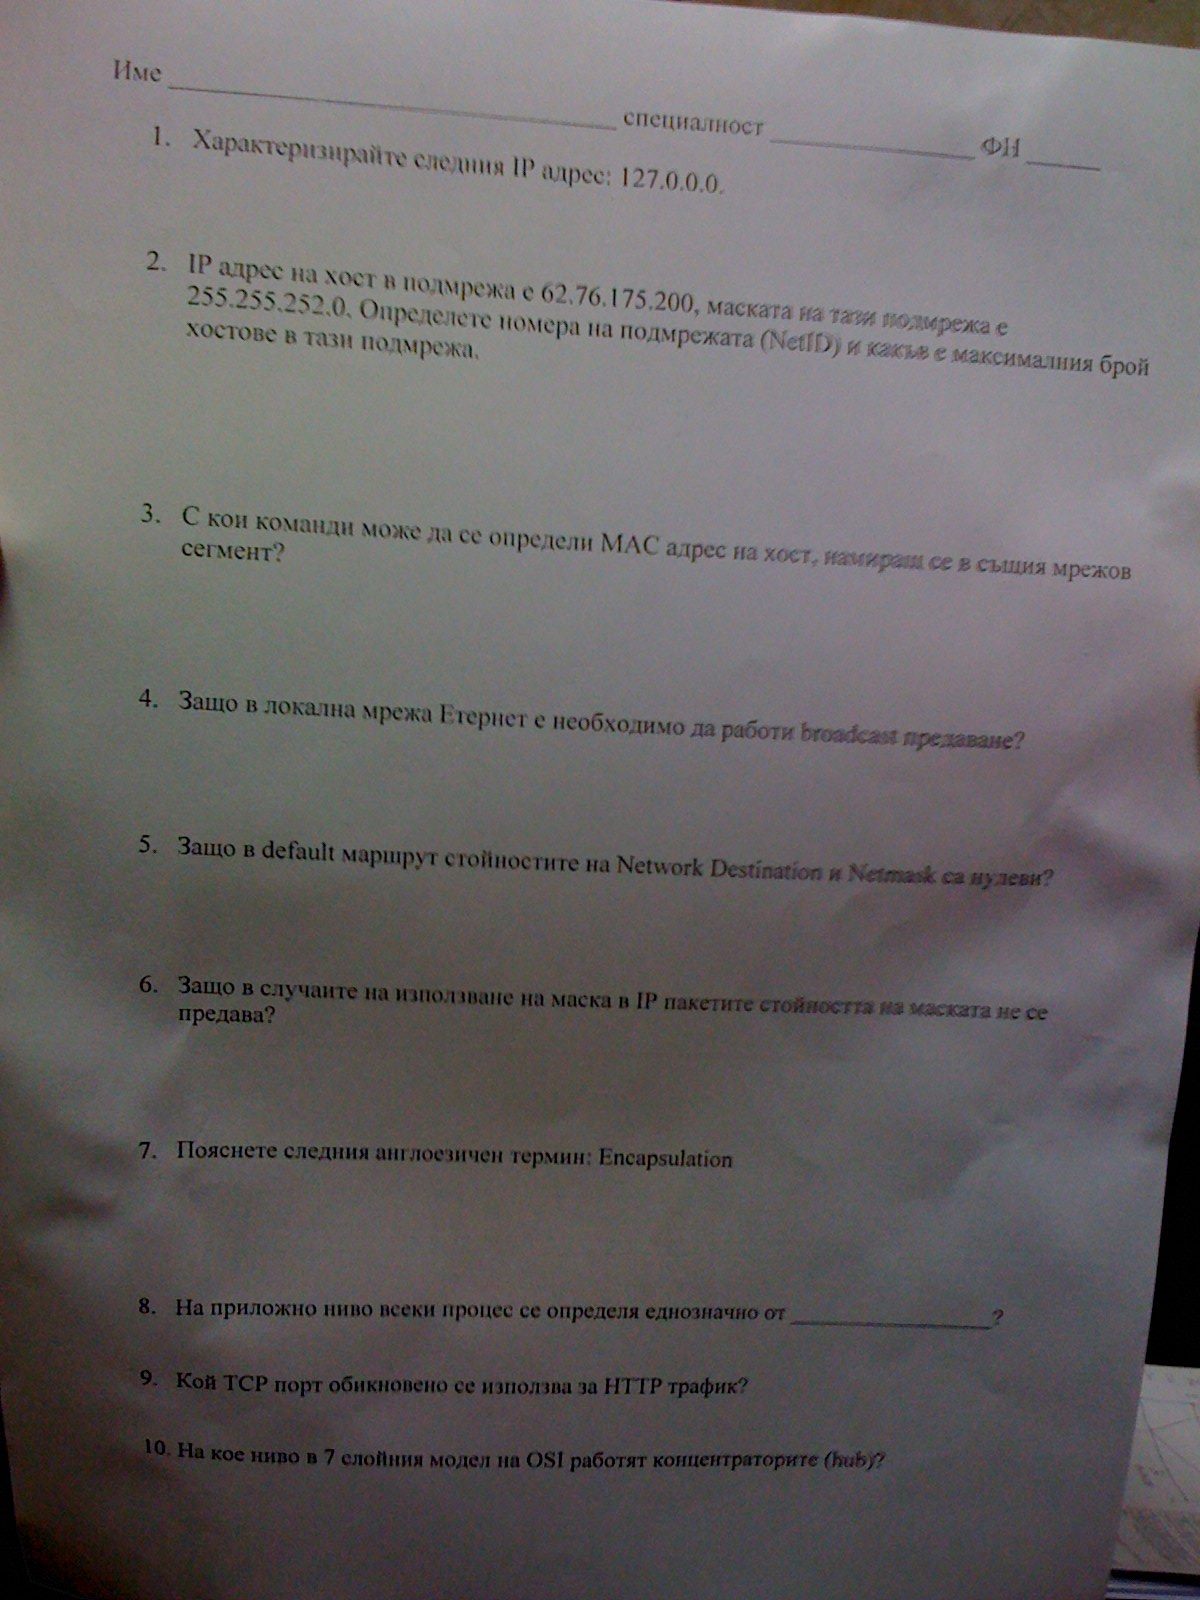 Име ______ специалност ______ ФН ______
1. Характеризирайте следния IP адрес: 127.0.0.0.
2. IP адрес на хост в подмрежа е 62.76.175.200, маската на тази подмрежа е
255.255.252.0. Определете номера на подмрежата (NetID) и какъв е максималния брой
хостове в тази подмрежа.
3. С кои команди може да се определи MAC адрес на хост, намиращ се в същия мрежов
сегмент?
4. Защо в локална мрежа Етернет е необходимо да работи broadcast предаване?
5. Защо в default маршрут стойностите на Network Destination и Netmask са нулеви?
6. Защо в случаите на използване на маска в IP пакетите стойността на маската не се
предава?
7. Пояснете следния англоезичен термин: Encapsulation
8. На приложно ниво всеки процес се определя еднозначно от ______?
9. Кой TCP порт обикновено се използва за HTTP трафик?
10. На кое ниво в 7 слойния модел на OSI работят концентраторите (hub)?